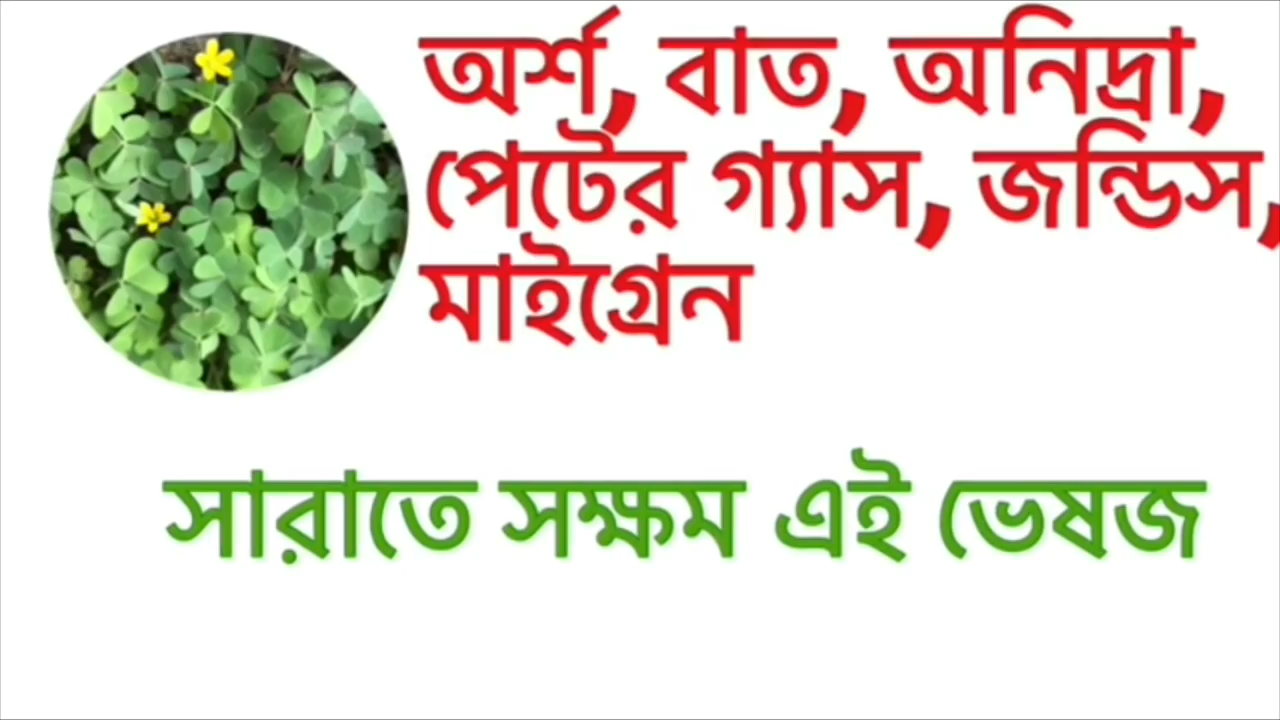 অর্শ, বাত, অনিদ্রা,
পেটের গ্যাস, জন্ডিস,
মাইগ্রেন
সারাতে সক্ষম এই ভেষজ